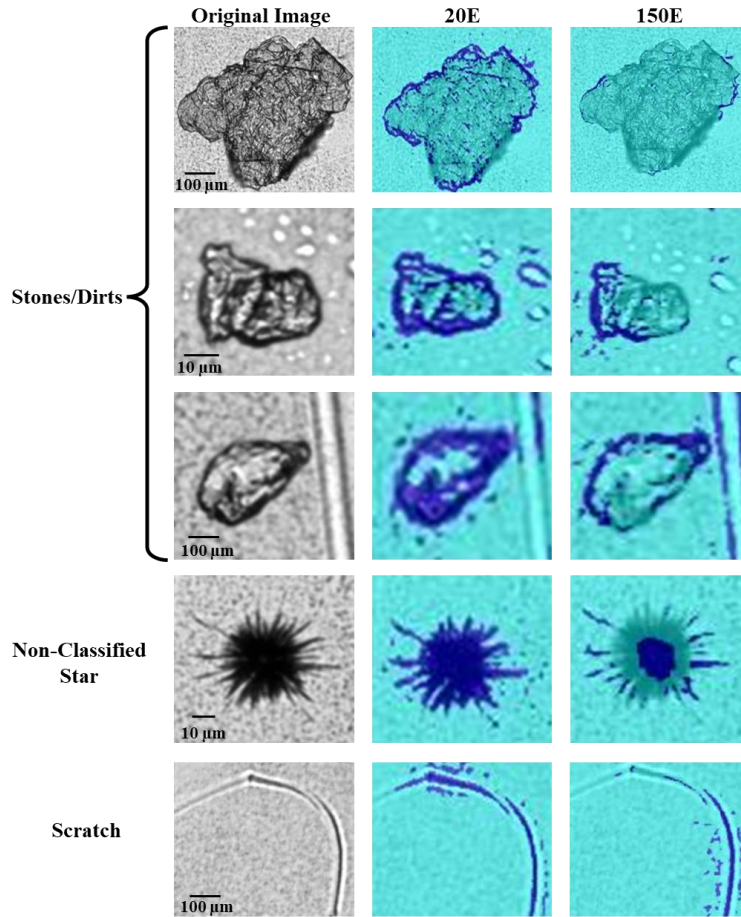 Original Image
20E
150E
100 µm
Stones/Dirts
10 µm
100 µm
Non-Classified
Star
10 µm
Scratch
100 µm